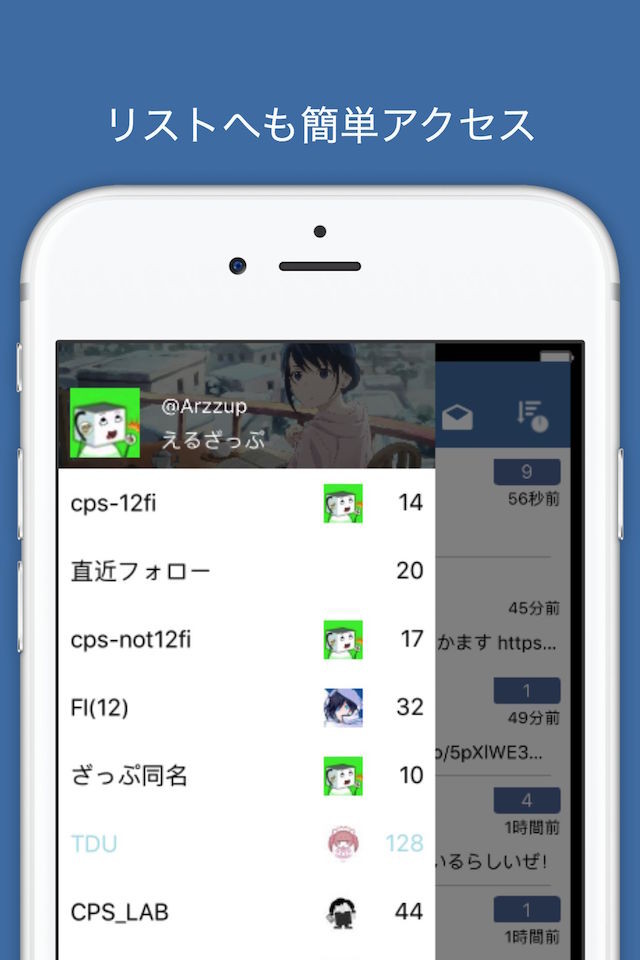 リストへも簡単アクセス
@Arzzup
えるざっぷ
cps-12fi 14
直近フォロー 20
cps-not12fi 17
FI(12) 32
ざっぷ同名 10
TDU 128
CPS_LAB 44
9
56秒前
45分前
かます https...
1
49分前
o/5pXlWE3...
4
1時間前
いるらしいぜ!
1
1時間前